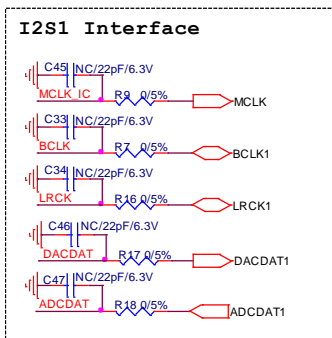 I2S1 Interface
C45 NC/22pF/6.3V
MCLK_IC R9 0/5% MCLK
C33 NC/22pF/6.3V
BCLK R7 0/5% BCLK1
C34 NC/22pF/6.3V
LRCK R16 0/5% LRCK1
C46 NC/22pF/6.3V
DACDAT R17 0/5% DACDAT1
C47 NC/22pF/6.3V
ADCDAT R18 0/5% ADCDAT1